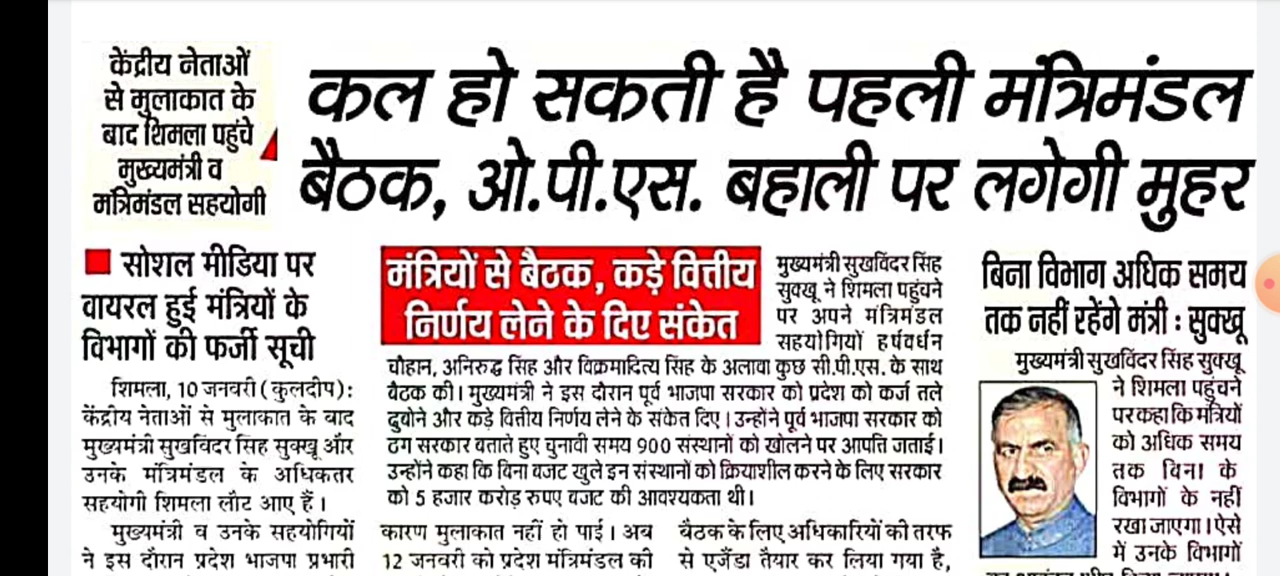 केंद्रीय नेताओं
से मुलाकात के
बाद शिमला पहुंचे
मुख्यमंत्री व
मंत्रिमंडल सहयोगी
कल हो सकती है पहली मंत्रिमंडल
बैठक, ओ.पी.एस. बहाली पर लगेगी मुहर
सोशल मीडिया पर
वायरल हुई मंत्रियों के
विभागों की फर्जी सूची
शिमला, 10 जनवरी (कुलदीप):
केंद्रीय नेताओं से मुलाकात के बाद
मुख्यमंत्री सुखविंदर सिंह सुक्खू और
उनके मंत्रिमंडल के अधिकतर
सहयोगी शिमला लौट आए हैं।
मुख्यमंत्री व उनके सहयोगियों
ने इस दौरान प्रदेश भाजपा प्रभारी
मंत्रियों से बैठक, कड़े वित्तीय
निर्णय लेने के दिए संकेत
मुख्यमंत्री सुखविंदर सिंह
सुक्खू ने शिमला पहुंचने
पर अपने मंत्रिमंडल
सहयोगियों हर्षवर्धन
चौहान, अनिरुद्ध सिंह और विक्रमादित्य सिंह के अलावा कुछ सी.पी.एस. के साथ
बैठक की। मुख्यमंत्री ने इस दौरान पूर्व भाजपा सरकार को प्रदेश को कर्ज तले
डुबोने और कड़े वित्तीय निर्णय लेने के संकेत दिए। उन्होंने पूर्व भाजपा सरकार को
ठग सरकार बताते हुए चुनावी समय 900 संस्थानों को खोलने पर आपत्ति जताई।
उन्होंने कहा कि बिना बजट खुले इन संस्थानों को क्रियाशील करने के लिए सरकार
को 5 हजार करोड़ रुपए बजट की आवश्यकता थी।
कारण मुलाकात नहीं हो पाई। अब
12 जनवरी को प्रदेश मंत्रिमंडल की
बैठक के लिए अधिकारियों की तरफ
से एजैंडा तैयार कर लिया गया है,
बिना विभाग अधिक समय
तक नहीं रहेंगे मंत्री : सुक्खू
मुख्यमंत्री सुखविंदर सिंह सुक्खू
ने शिमला पहुंचने
पर कहा कि मंत्रियों
को अधिक समय
तक बिना के
विभागों के नहीं
रखा जाएगा। ऐसे
में उनके विभागों